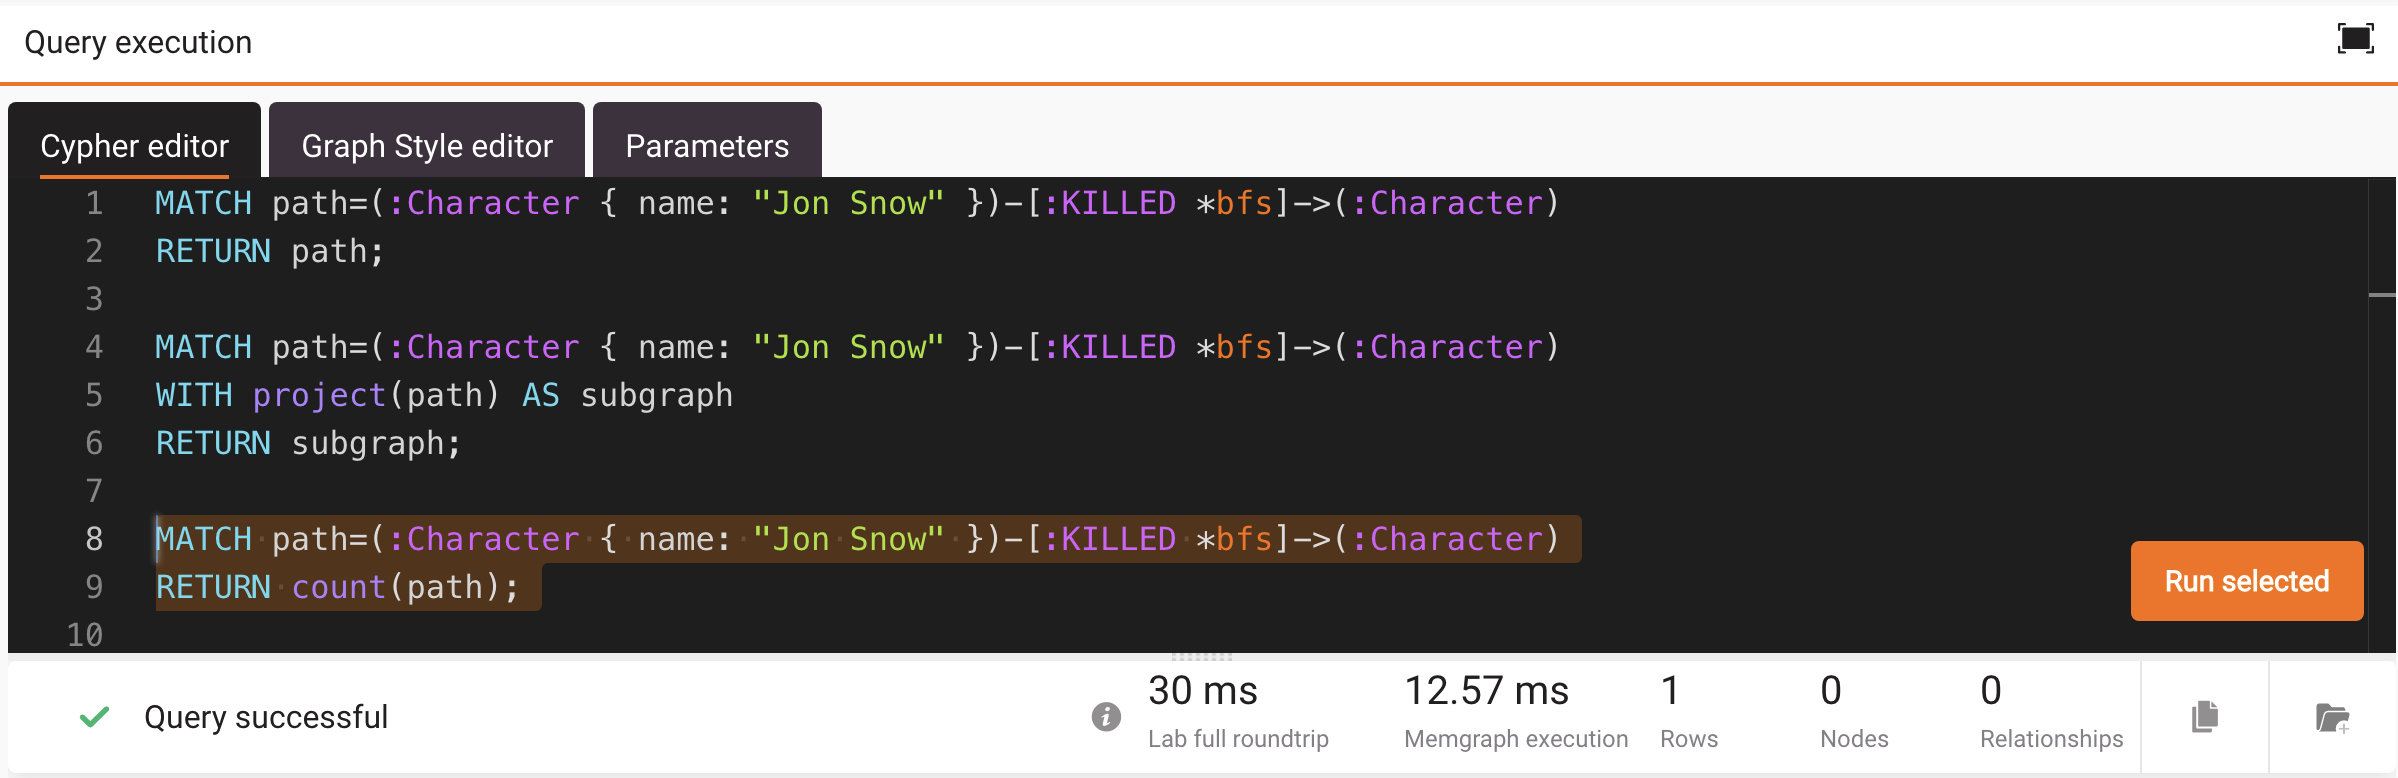 Query execution
Cypher editor Graph Style editor Parameters
1 MATCH path=(:Character { name: "Jon Snow" })-[:KILLED *bfs]->(:Character)
2 RETURN path;
3
4 MATCH path=(:Character { name: "Jon Snow" })-[:KILLED *bfs]->(:Character)
5 WITH project(path) AS subgraph
6 RETURN subgraph;
7
8 MATCH path=(:Character { name: "Jon Snow" })-[:KILLED *bfs]->(:Character)
9 RETURN count(path);
Run selected
10
Query successful
30 ms 12.57 ms 1 0 0
Lab full roundtrip Memgraph execution Rows Nodes Relationships